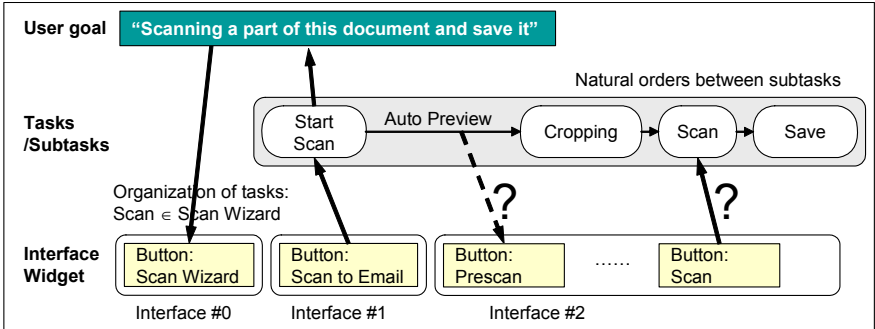 User goal
“Scanning a part of this document and save it”
Natural orders between subtasks
Tasks
/Subtasks
Start
Scan
Auto Preview
Cropping
Scan
Save
Organization of tasks:
Scan ∈ Scan Wizard
?
?
Interface
Widget
Button:
Scan Wizard
Button:
Scan to Email
Button:
Prescan
……
Button:
Scan
Interface #0
Interface #1
Interface #2